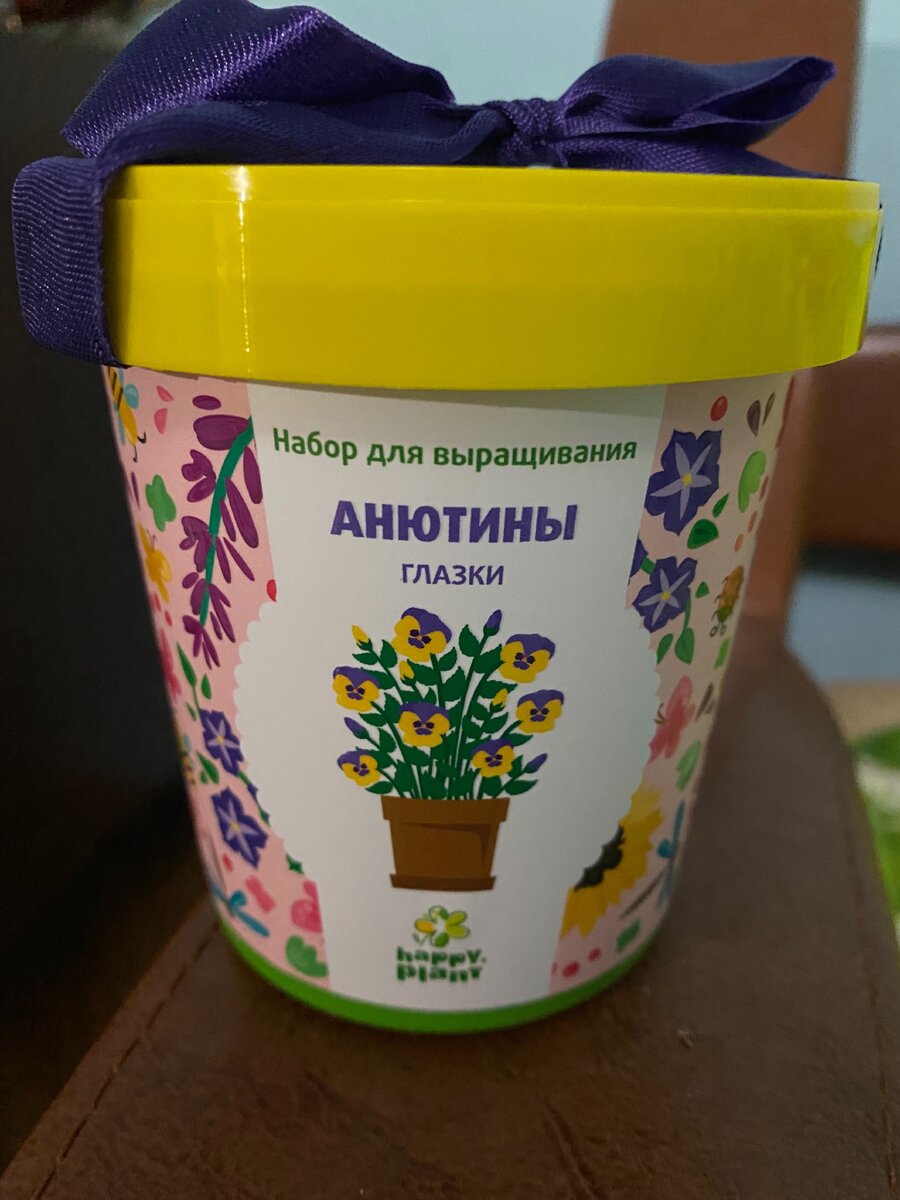 Набор для выращивания
АНЮТИНЫ
ГЛАЗКИ
happy
plant